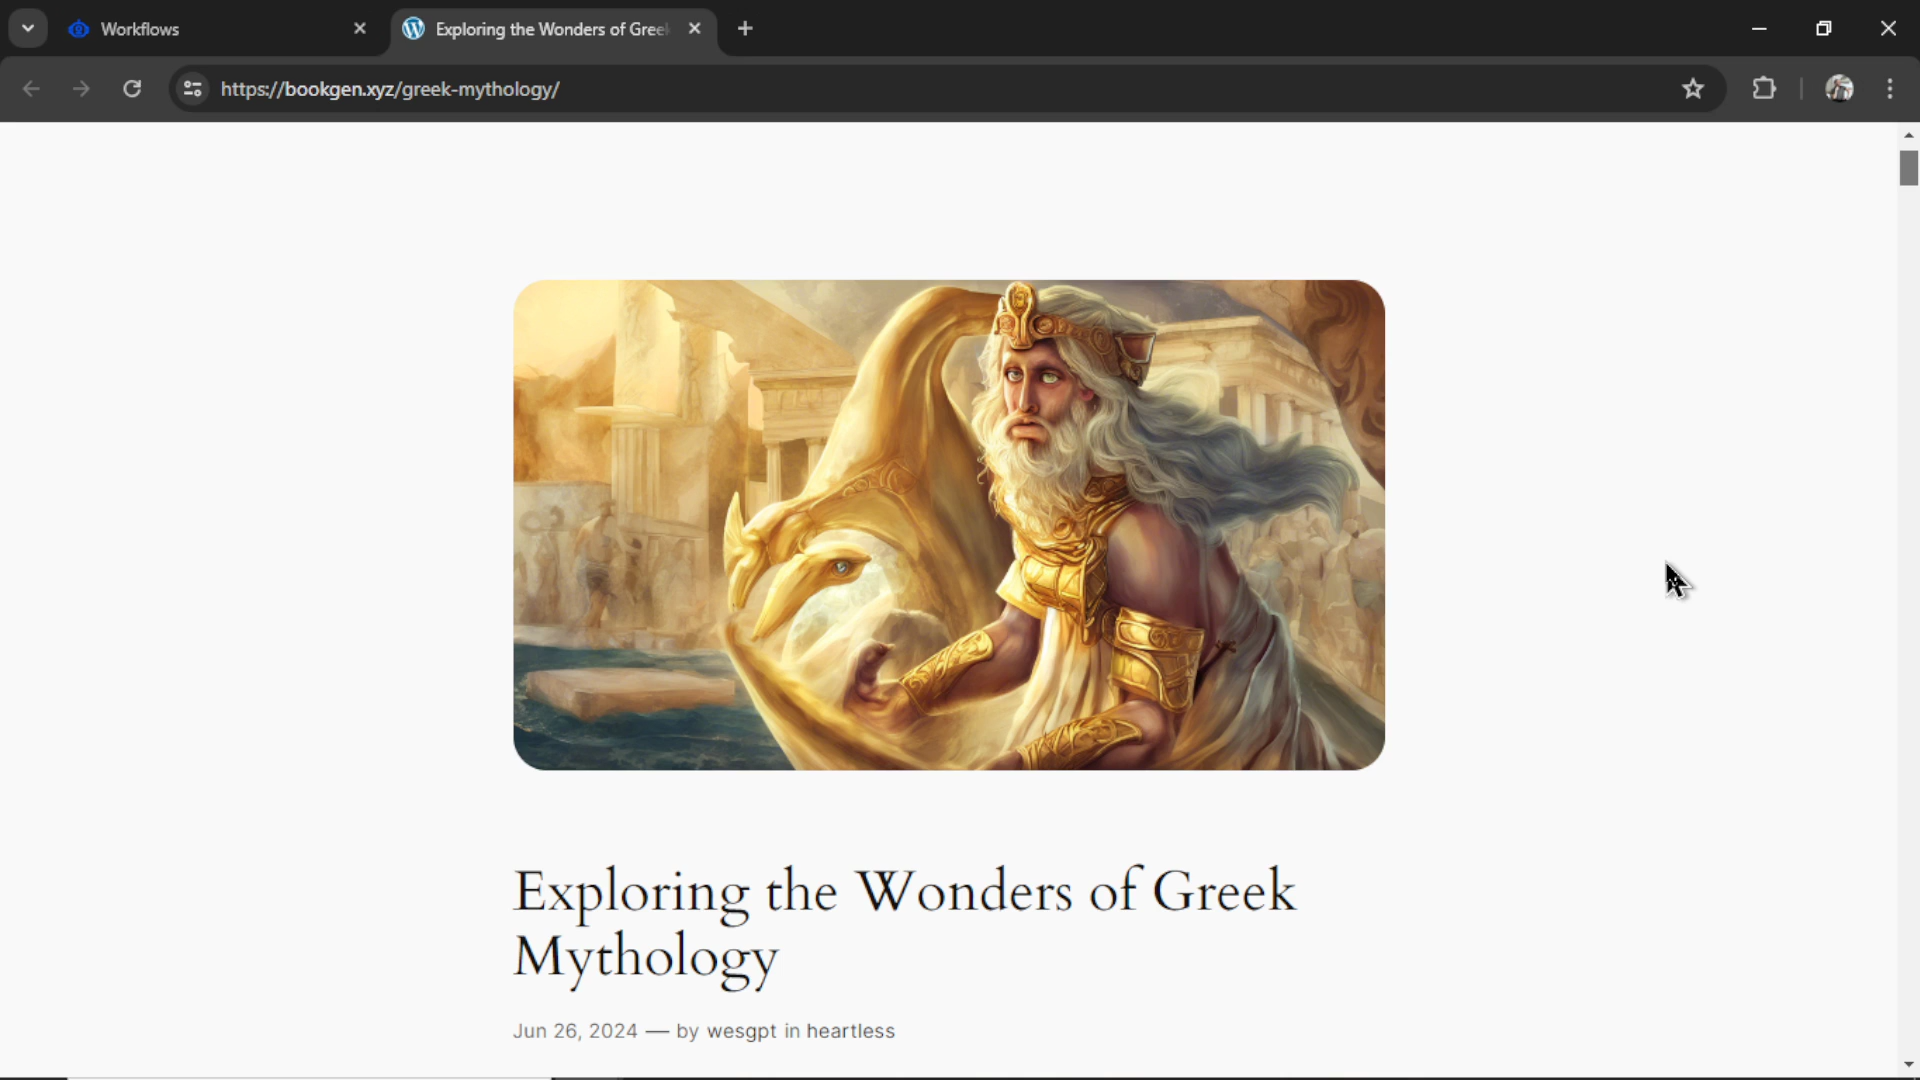 Workflows
Exploring the Wonders of Gree
https://bookgen.xyz/greek-mythology/
Exploring the Wonders of Greek
Mythology
Jun 26, 2024 — by wesgpt in heartless